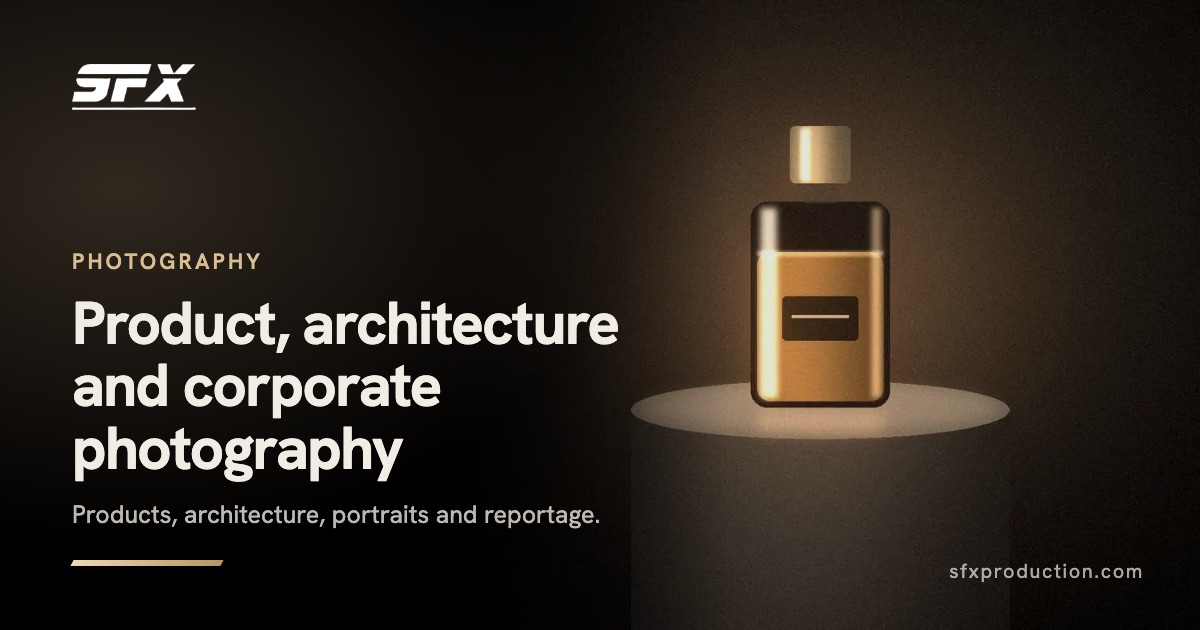 SFX
PHOTOGRAPHY
Product, architecture
and corporate
photography
Products, architecture, portraits and reportage.
sfxproduction.com